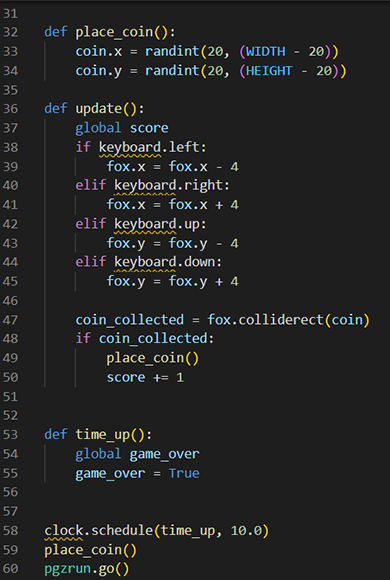 31
32 def place_coin():
33     coin.x = randint(20, (WIDTH - 20))
34     coin.y = randint(20, (HEIGHT - 20))
35
36 def update():
37     global score
38     if keyboard.left:
39         fox.x = fox.x - 4
40     elif keyboard.right:
41         fox.x = fox.x + 4
42     elif keyboard.up:
43         fox.y = fox.y - 4
44     elif keyboard.down:
45         fox.y = fox.y + 4
46
47     coin_collected = fox.colliderect(coin)
48     if coin_collected:
49         place_coin()
50         score += 1
51
52
53 def time_up():
54     global game_over
55     game_over = True
56
57
58 clock.schedule(time_up, 10.0)
59 place_coin()
60 pgzrun.go()